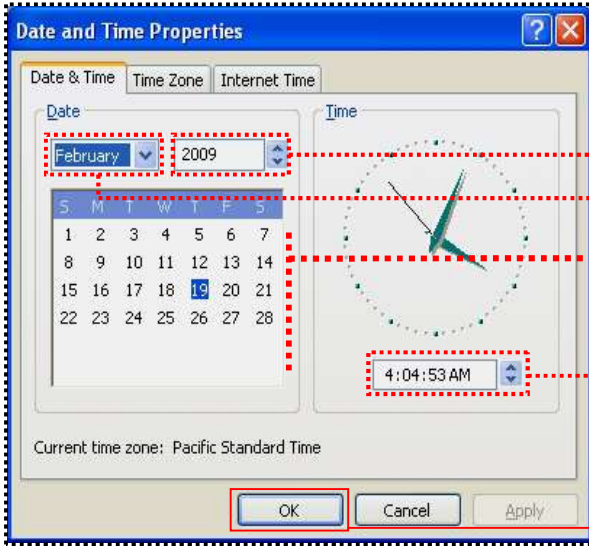 Date and Time Properties
Date & Time Time Zone Internet Time
Date Time
February 2009
S M T W T F S
1 2 3 4 5 6 7
8 9 10 11 12 13 14
15 16 17 18 19 20 21
22 23 24 25 26 27 28
4:04:53 AM
Current time zone: Pacific Standard Time
OK Cancel Apply